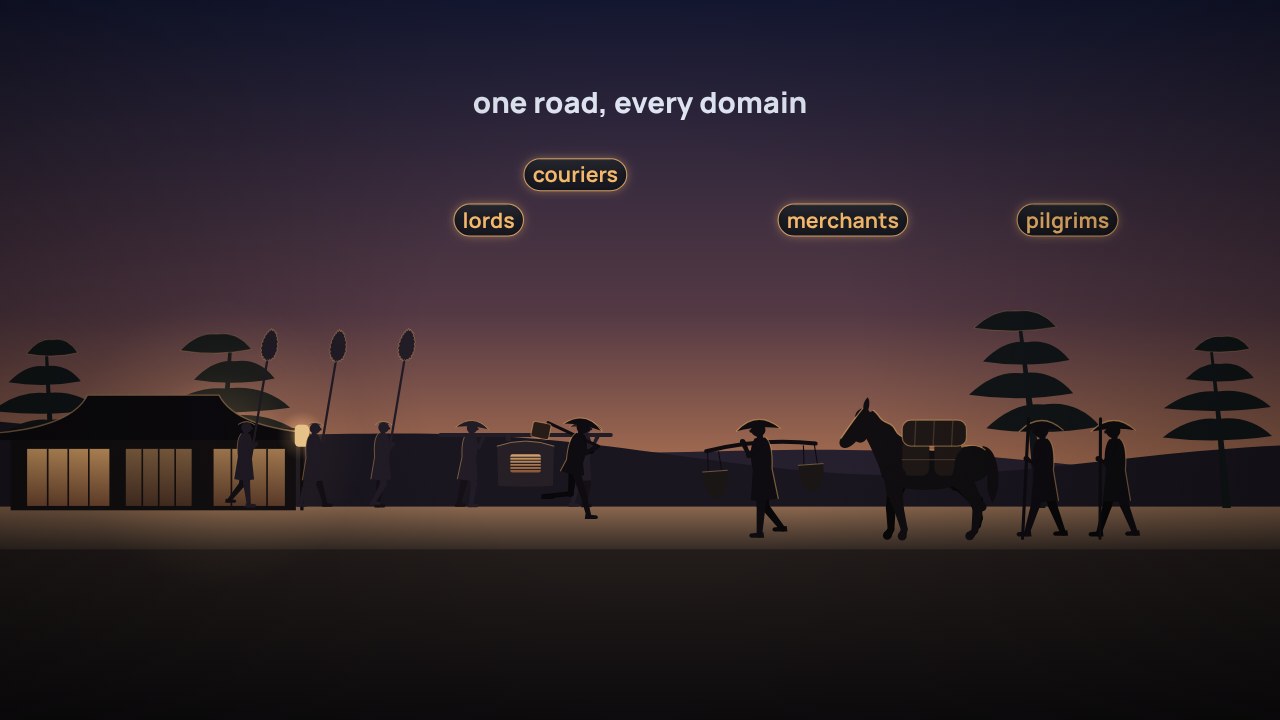 one road, every domain
couriers
lords
merchants
pilgrims